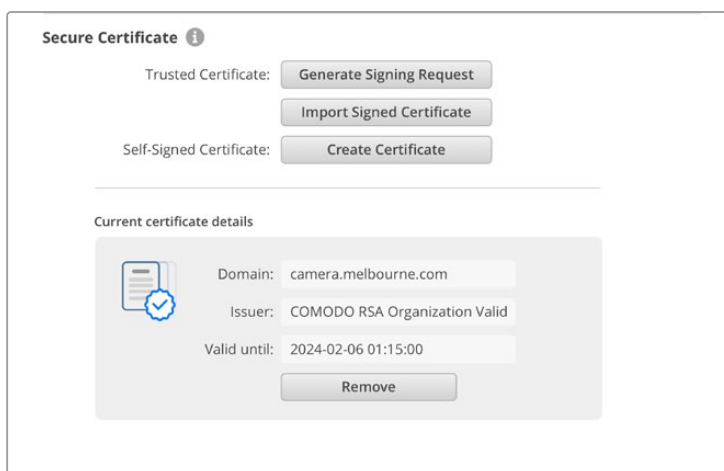 Secure Certificate
Trusted Certificate: Generate Signing Request
Import Signed Certificate
Self-Signed Certificate: Create Certificate
Current certificate details
Domain: camera.melbourne.com
Issuer: COMODO RSA Organization Valid
Valid until: 2024-02-06 01:15:00
Remove